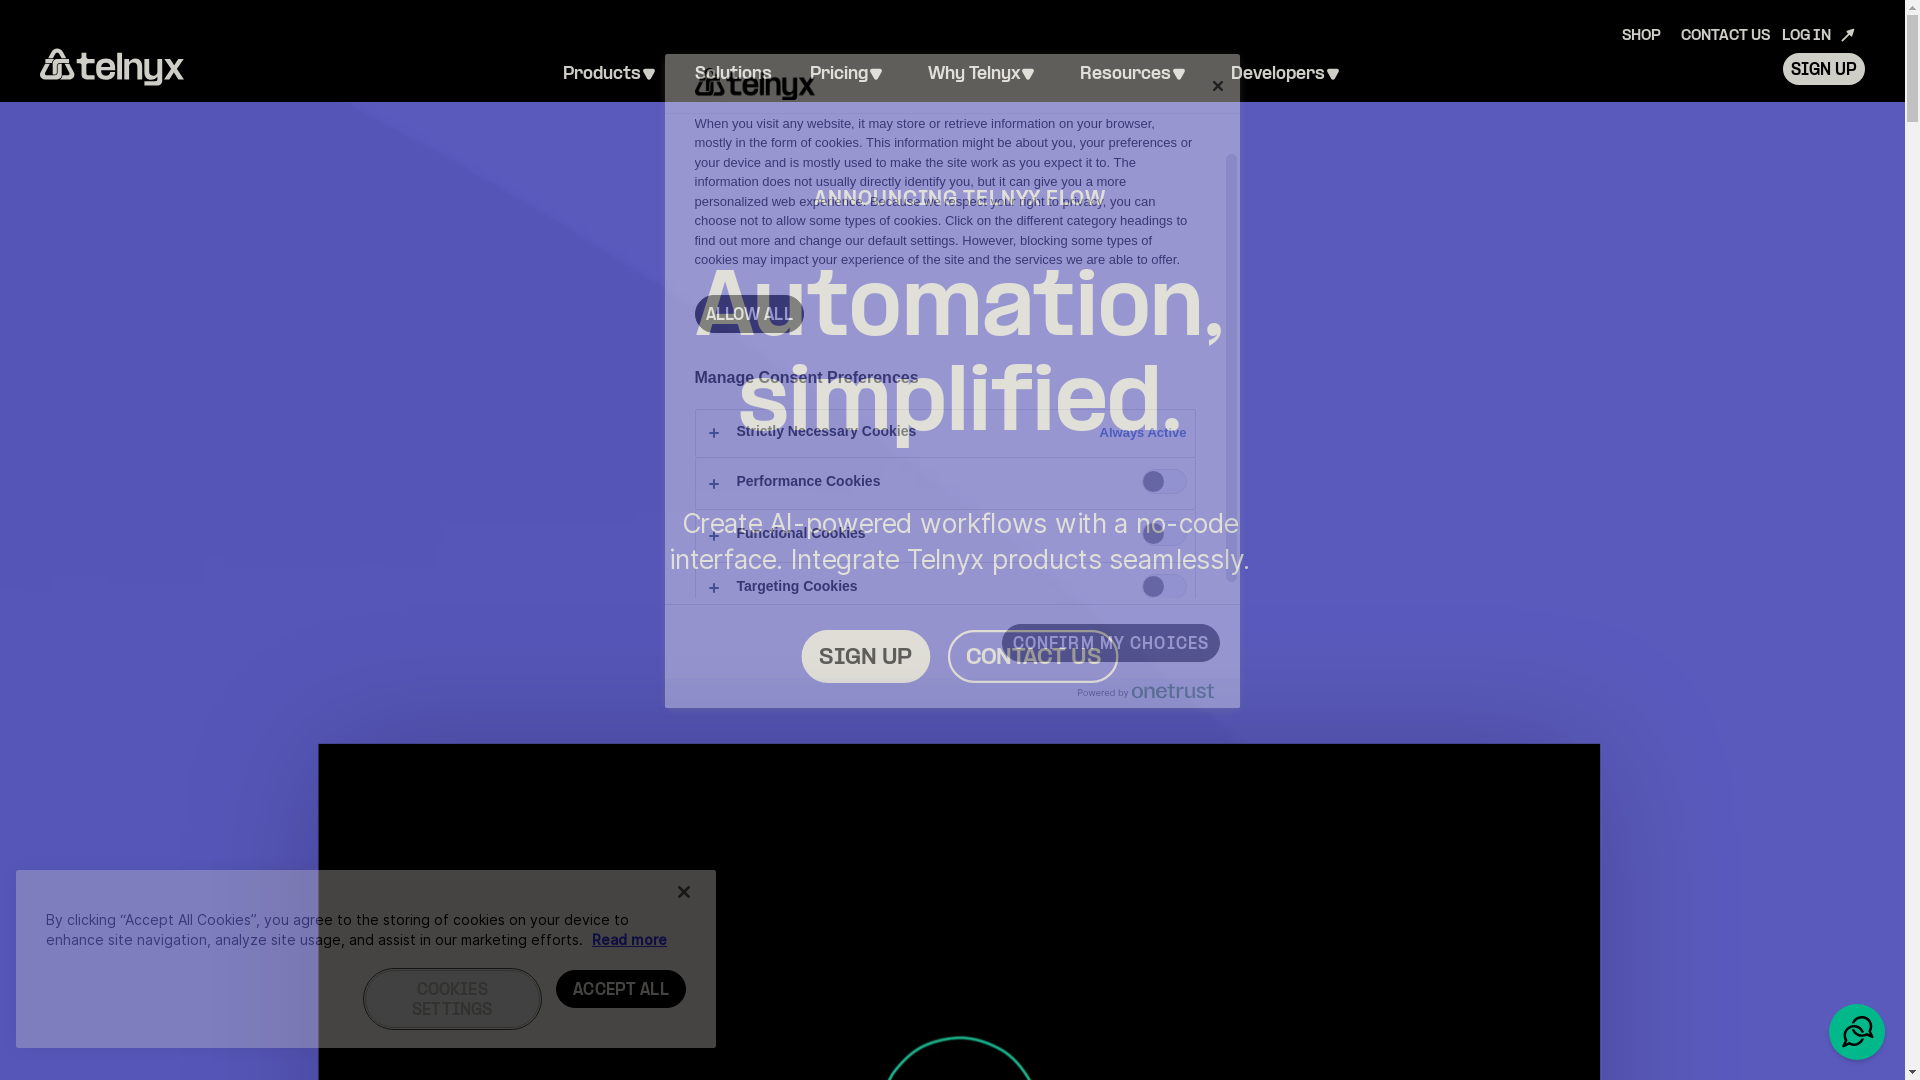 SHOP CONTACT US LOG IN
telnyx
Products Solutions Pricing Why Telnyx Resources Developers
SIGN UP
telnyx
When you visit any website, it may store or retrieve information on your browser,
mostly in the form of cookies. This information might be about you, your preferences or
your device and is mostly used to make the site work as you expect it to. The
information does not usually directly identify you, but it can give you a more
personalized web experience. Because we respect your right to privacy, you can
choose not to allow some types of cookies. Click on the different category headings to
find out more and change our default settings. However, blocking some types of
cookies may impact your experience of the site and the services we are able to offer.
ANNOUNCING TELNYX FLOW
Automation,
simplified.
ALLOW ALL
Manage Consent Preferences
Strictly Necessary Cookies Always Active
Performance Cookies
Functional Cookies
Targeting Cookies
Create AI-powered workflows with a no-code
interface. Integrate Telnyx products seamlessly.
CONFIRM MY CHOICES
SIGN UP CONTACT US
Powered by onetrust
By clicking “Accept All Cookies”, you agree to the storing of cookies on your device to
enhance site navigation, analyze site usage, and assist in our marketing efforts. Read more
COOKIES
SETTINGS
ACCEPT ALL